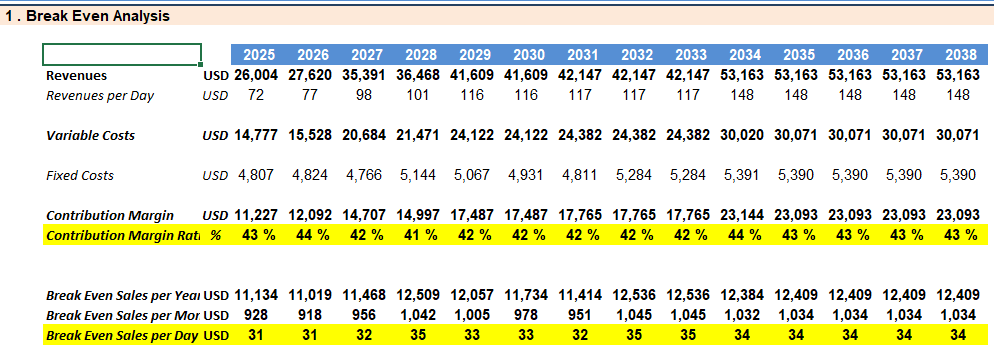 1 . Break Even Analysis
2025 2026 2027 2028 2029 2030 2031 2032 2033 2034 2035 2036 2037 2038
Revenues USD 26,004 27,620 35,391 36,468 41,609 41,609 42,147 42,147 42,147 53,163 53,163 53,163 53,163 53,163
Revenues per Day USD 72 77 98 101 116 116 117 117 117 148 148 148 148 148
Variable Costs USD 14,777 15,528 20,684 21,471 24,122 24,122 24,382 24,382 24,382 30,020 30,071 30,071 30,071 30,071
Fixed Costs USD 4,807 4,824 4,766 5,144 5,067 4,931 4,811 5,284 5,284 5,391 5,390 5,390 5,390 5,390
Contribution Margin USD 11,227 12,092 14,707 14,997 17,487 17,487 17,765 17,765 17,765 23,144 23,093 23,093 23,093 23,093
Contribution Margin Rati % 43 % 44 % 42 % 41 % 42 % 42 % 42 % 42 % 42 % 44 % 43 % 43 % 43 % 43 %
Break Even Sales per Year USD 11,134 11,019 11,468 12,509 12,057 11,734 11,414 12,536 12,536 12,384 12,409 12,409 12,409 12,409
Break Even Sales per Mor USD 928 918 956 1,042 1,005 978 951 1,045 1,045 1,032 1,034 1,034 1,034 1,034
Break Even Sales per Day USD 31 31 32 35 33 33 32 35 35 34 34 34 34 34